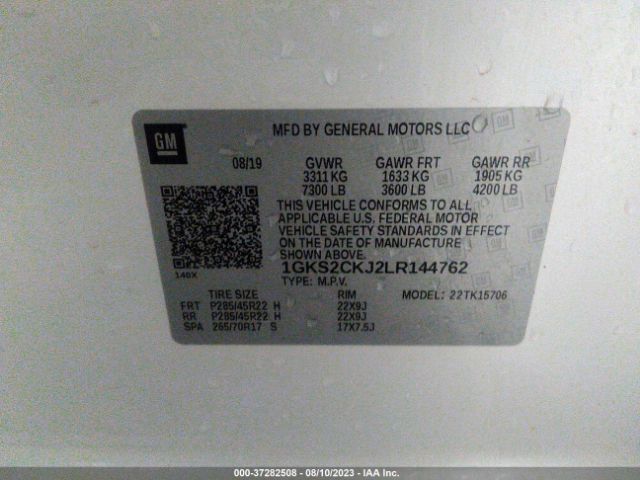 GM
MFD BY GENERAL MOTORS LLC
08/19 GVWR GAWR FRT GAWR RR
3311 KG 1633 KG 1905 KG
7300 LB 3600 LB 4200 LB
THIS VEHICLE CONFORMS TO ALL
APPLICABLE U.S. FEDERAL MOTOR
VEHICLE SAFETY STANDARDS IN EFFECT
ON THE DATE OF MANUFACTURE
SHOWN ABOVE.
1GKS2CKJ2LR144762
140X
TYPE: M.P.V. MODEL: 22TK15706
TIRE SIZE RIM
FRT P285/45R22 H 22X9J
RR P285/45R22 H 22X9J
SPA 265/70R17 S 17X7.5J
000-37282508 - 08/10/2023 - IAA Inc.